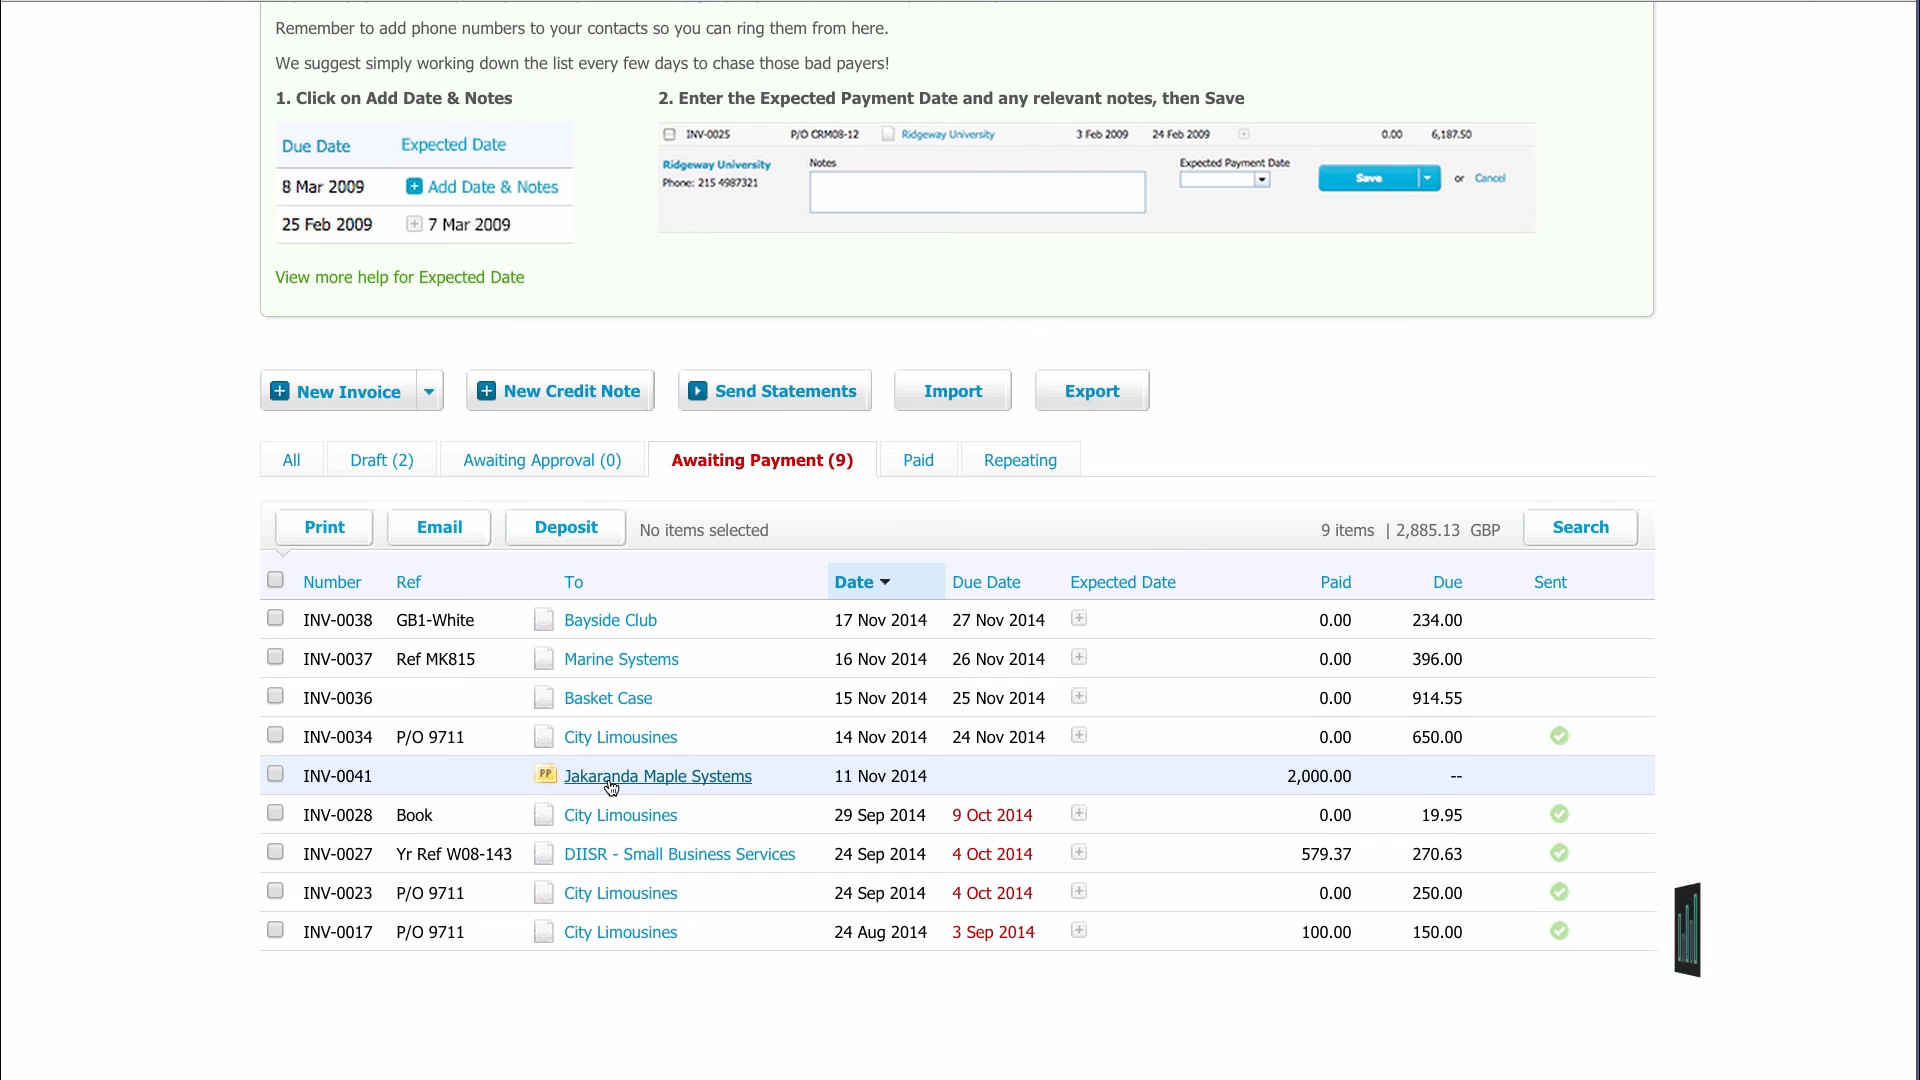 Remember to add phone numbers to your contacts so you can ring them from here.
We suggest simply working down the list every few days to chase those bad payers!
1. Click on Add Date & Notes
2. Enter the Expected Payment Date and any relevant notes, then Save
Due Date Expected Date
8 Mar 2009 Add Date & Notes
25 Feb 2009 7 Mar 2009
INV-0025 P/O CRM08-12 Ridgeway University 3 Feb 2009 24 Feb 2009 0.00 6,187.50
Ridgeway University Notes Expected Payment Date
Phone: 215 4987321 Save or Cancel
View more help for Expected Date
New Invoice New Credit Note Send Statements Import Export
All Draft (2) Awaiting Approval (0) Awaiting Payment (9) Paid Repeating
Print Email Deposit No items selected 9 items | 2,885.13 GBP Search
Number Ref To Date Due Date Expected Date Paid Due Sent
INV-0038 GB1-White Bayside Club 17 Nov 2014 27 Nov 2014 0.00 234.00
INV-0037 Ref MK815 Marine Systems 16 Nov 2014 26 Nov 2014 0.00 396.00
INV-0036 Basket Case 15 Nov 2014 25 Nov 2014 0.00 914.55
INV-0034 P/O 9711 City Limousines 14 Nov 2014 24 Nov 2014 0.00 650.00
INV-0041 PP Jakaranda Maple Systems 11 Nov 2014 2,000.00 --
INV-0028 Book City Limousines 29 Sep 2014 9 Oct 2014 0.00 19.95
INV-0027 Yr Ref W08-143 DIISR - Small Business Services 24 Sep 2014 4 Oct 2014 579.37 270.63
INV-0023 P/O 9711 City Limousines 24 Sep 2014 4 Oct 2014 0.00 250.00
INV-0017 P/O 9711 City Limousines 24 Aug 2014 3 Sep 2014 100.00 150.00